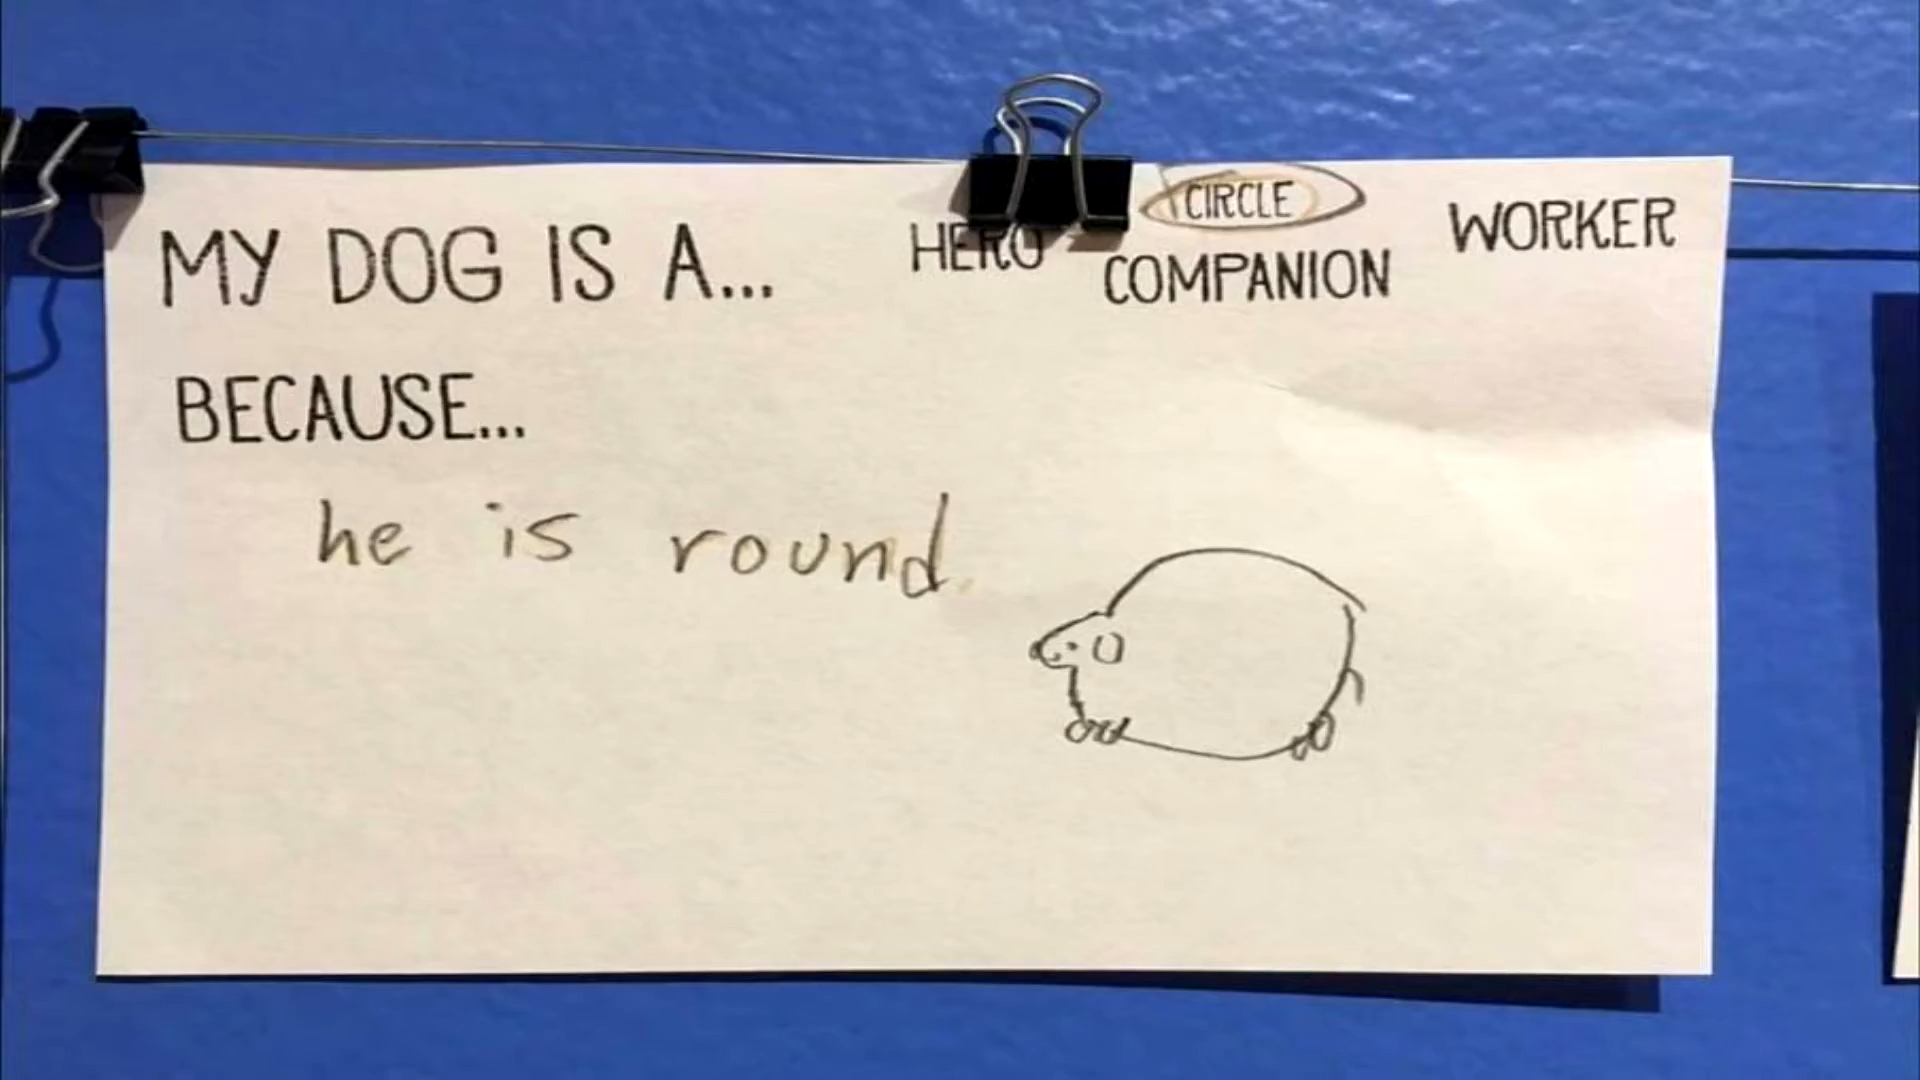 CIRCLE
MY DOG IS A... HERO COMPANION WORKER
BECAUSE...
he is round.